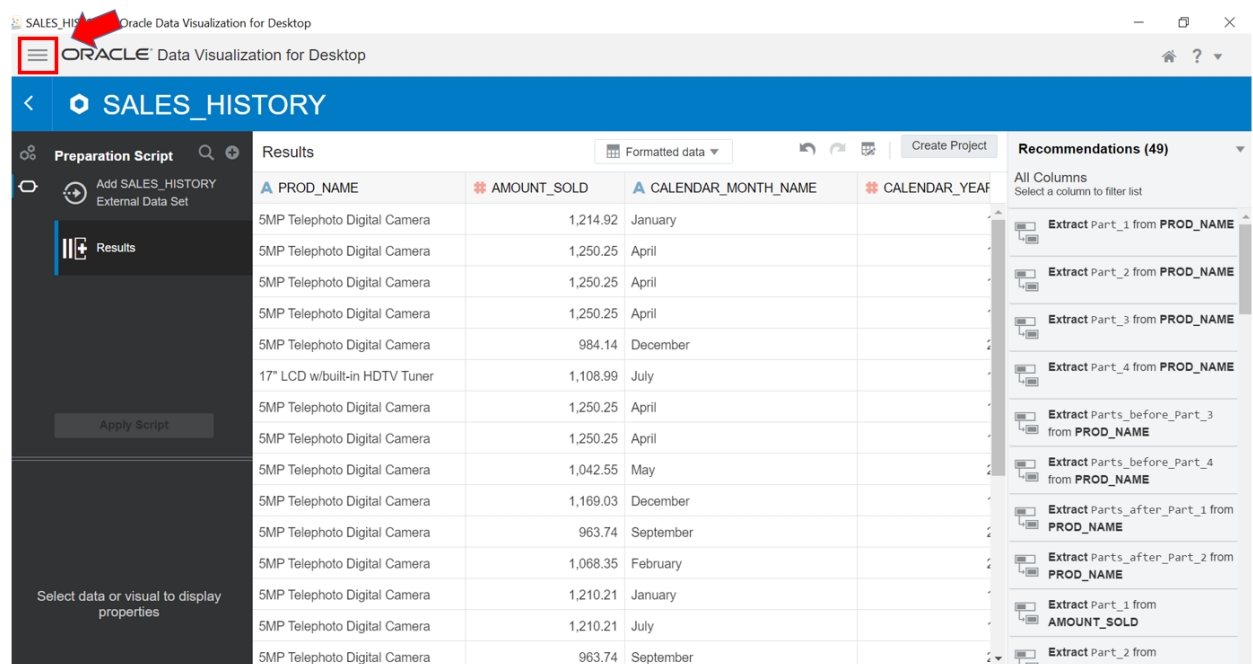 SALES_HIS Oracle Data Visualization for Desktop
ORACLE Data Visualization for Desktop
?
SALES_HISTORY
Preparation Script
Add SALES_HISTORY
External Data Set
Results
Apply Script
Select data or visual to display
properties
Results
Formatted data
Create Project
A PROD_NAME # AMOUNT_SOLD A CALENDAR_MONTH_NAME # CALENDAR_YEAR
5MP Telephoto Digital Camera 1,214.92 January
5MP Telephoto Digital Camera 1,250.25 April
5MP Telephoto Digital Camera 1,250.25 April
5MP Telephoto Digital Camera 1,250.25 April
5MP Telephoto Digital Camera 984.14 December
17" LCD w/built-in HDTV Tuner 1,108.99 July
5MP Telephoto Digital Camera 1,250.25 April
5MP Telephoto Digital Camera 1,250.25 April
5MP Telephoto Digital Camera 1,042.55 May
5MP Telephoto Digital Camera 1,169.03 December
5MP Telephoto Digital Camera 963.74 September
5MP Telephoto Digital Camera 1,068.35 February
5MP Telephoto Digital Camera 1,210.21 January
5MP Telephoto Digital Camera 1,210.21 July
5MP Telephoto Digital Camera 963.74 September
Recommendations (49)
All Columns
Select a column to filter list
Extract Part_1 from PROD_NAME
Extract Part_2 from PROD_NAME
Extract Part_3 from PROD_NAME
Extract Part_4 from PROD_NAME
Extract Parts_before_Part_3
from PROD_NAME
Extract Parts_before_Part_4
from PROD_NAME
Extract Parts_after_Part_1 from
PROD_NAME
Extract Parts_after_Part_2 from
PROD_NAME
Extract Part_1 from
AMOUNT_SOLD
Extract Part_2 from